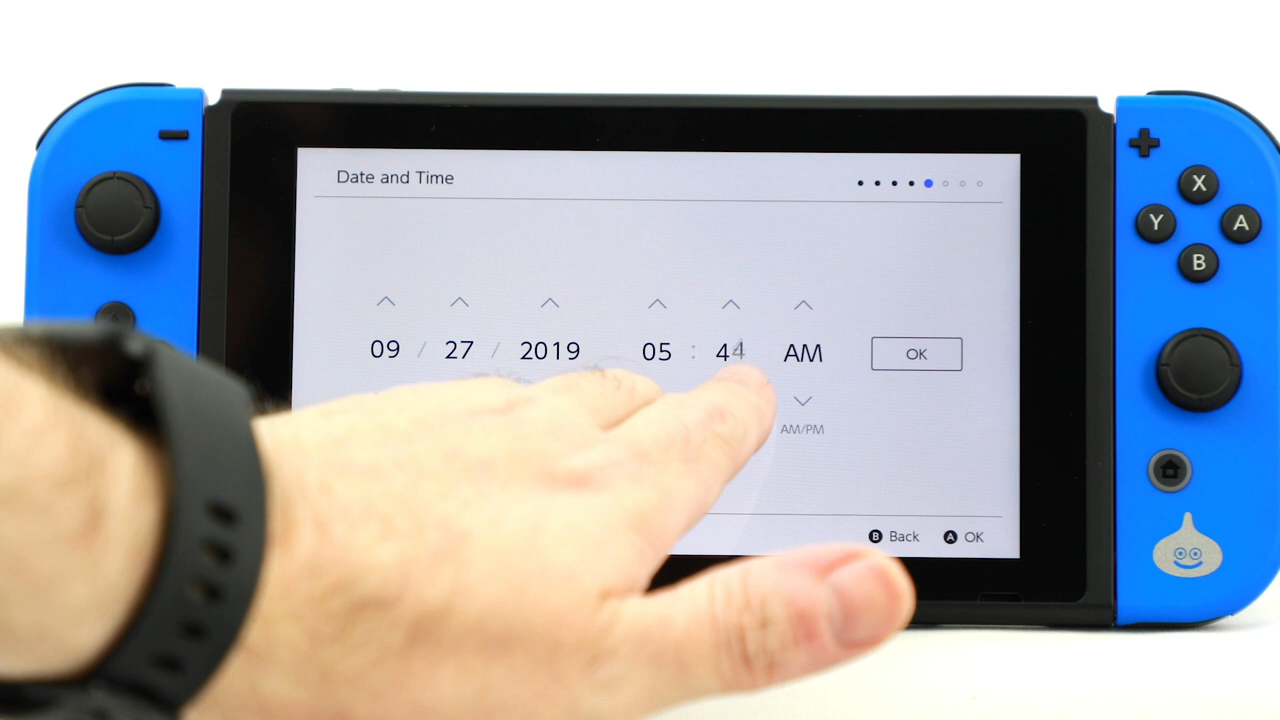 Date and Time
09 / 27 / 2019 05 : 44 AM OK
AM/PM
B Back A OK
X
Y A
B